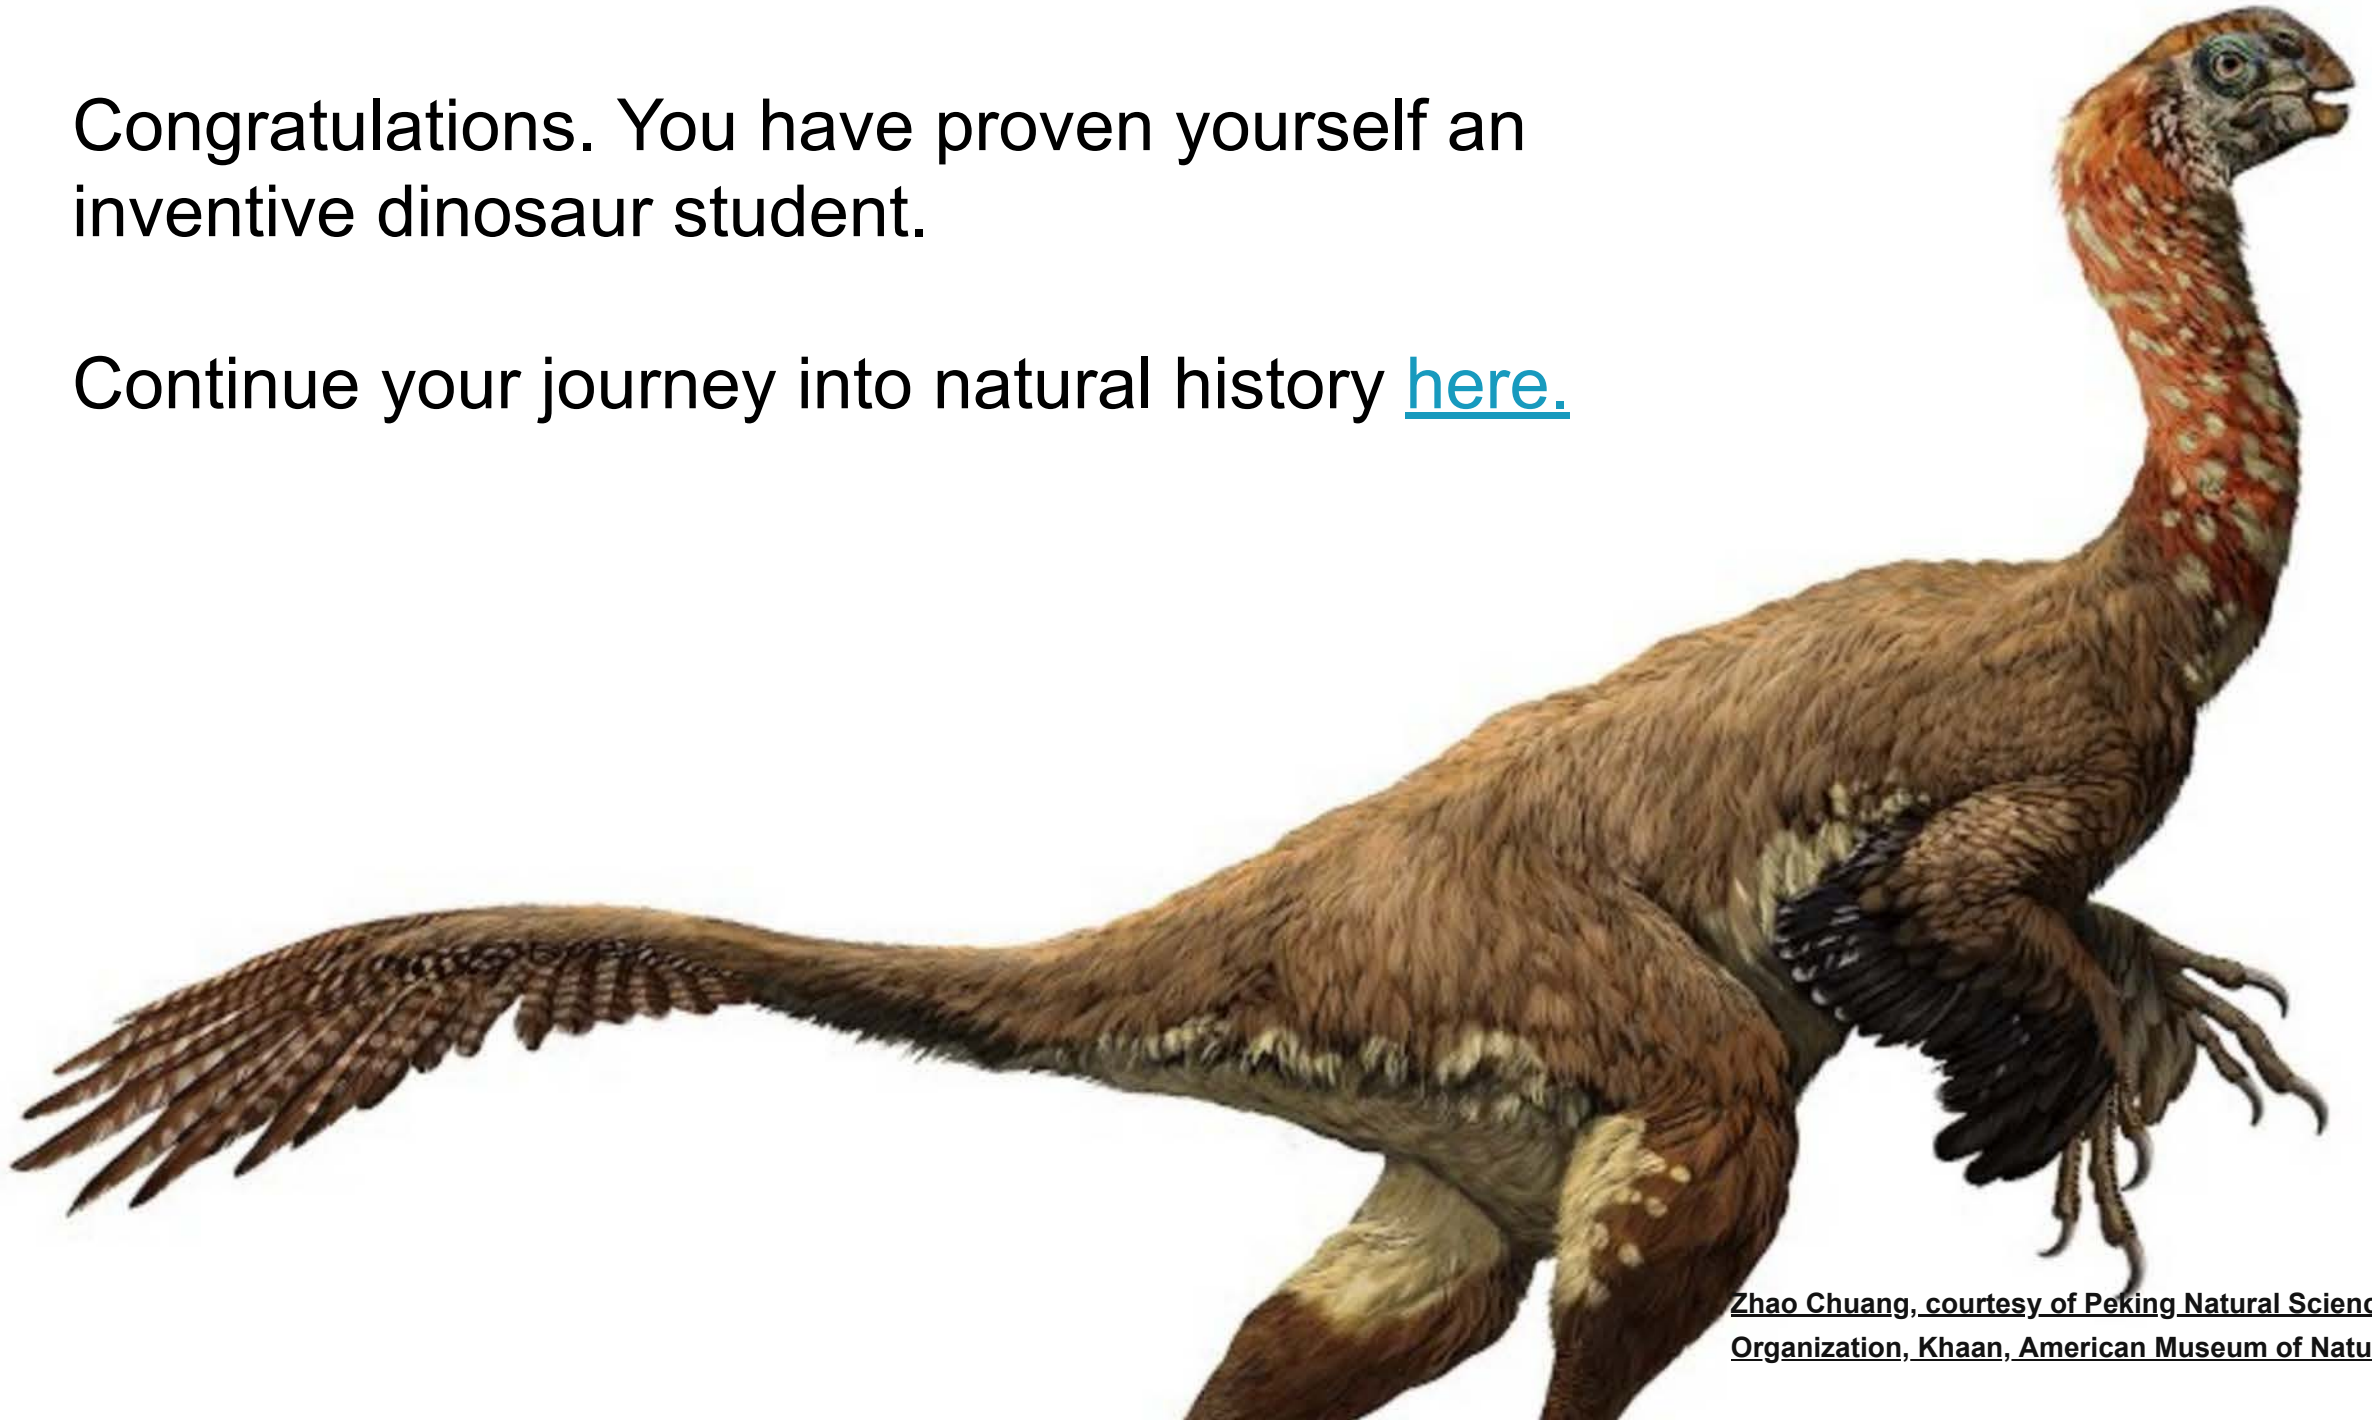 Congratulations. You have proven yourself an
inventive dinosaur student.
Continue your journey into natural history here.
Zhao Chuang, courtesy of Peking Natural Scienc
Organization, Khaan, American Museum of Natu